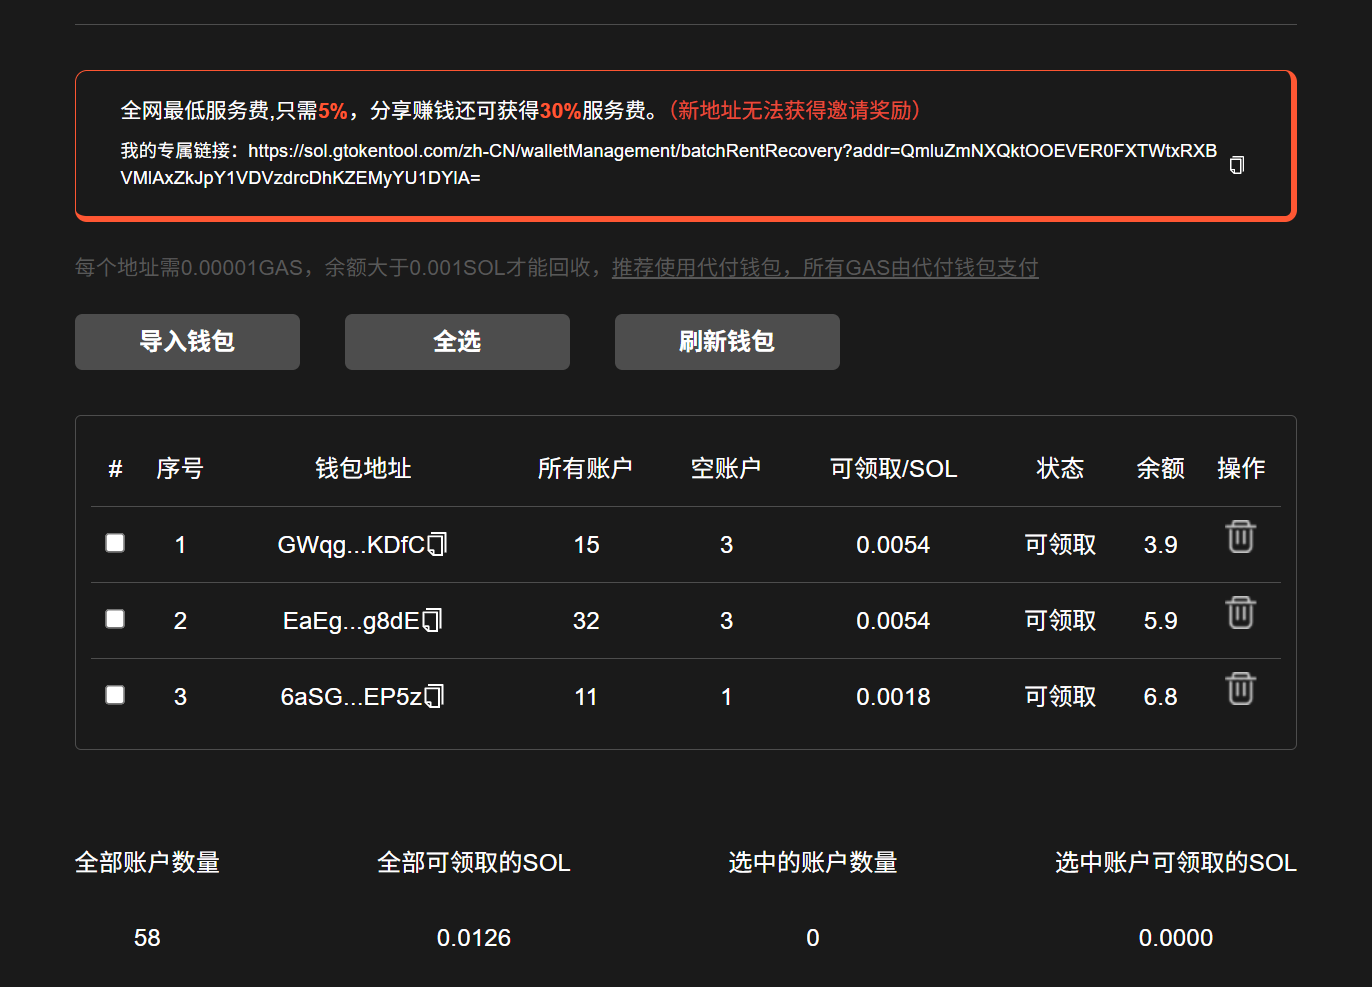 全网最低服务费,只需5%，分享赚钱还可获得30%服务费。（新地址无法获得邀请奖励）
我的专属链接：https://sol.gtokentool.com/zh-CN/walletManagement/batchRentRecovery?addr=QmluZmNXQktOOEVER0FXTWtxRXB
VMlAxZkJpY1VDVzdrcDhKZEMyYU1DYlA=
每个地址需0.00001GAS，余额大于0.001SOL才能回收，推荐使用代付钱包，所有GAS由代付钱包支付
导入钱包 全选 刷新钱包
# 序号 钱包地址 所有账户 空账户 可领取/SOL 状态 余额 操作
1 GWqg...KDfC 15 3 0.0054 可领取 3.9
2 EaEg...g8dE 32 3 0.0054 可领取 5.9
3 6aSG...EP5z 11 1 0.0018 可领取 6.8
全部账户数量 全部可领取的SOL 选中的账户数量 选中账户可领取的SOL
58 0.0126 0 0.0000